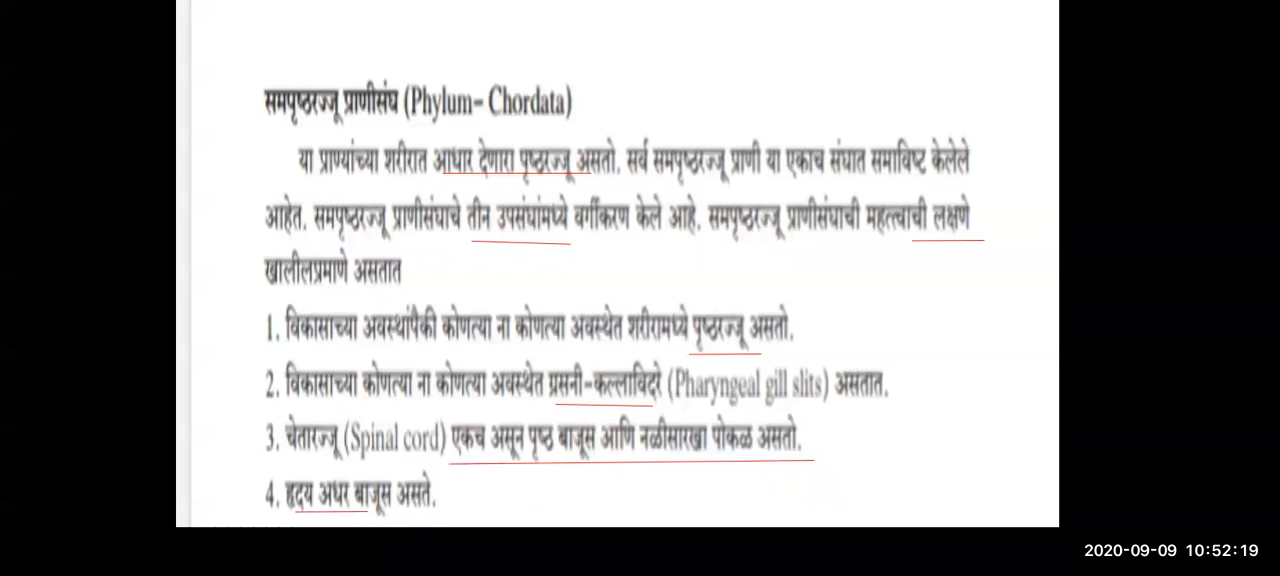 समपृष्ठरज्जू प्राणीसंघ (Phylum- Chordata)
या प्राण्यांच्या शरीरात आधार देणारा पृष्ठरज्जू असतो. सर्व समपृष्ठरज्जू प्राणी या एकाच संघात समाविष्ट केलेले
आहेत. समपृष्ठरज्जू प्राणीसंघाचे तीन उपसंघांमध्ये वर्गीकरण केले आहे. समपृष्ठरज्जू प्राणीसंघाची महत्त्वाची लक्षणे
खालीलप्रमाणे असतात
1. विकासाच्या अवस्थांपैकी कोणत्या ना कोणत्या अवस्थेत शरीरामध्ये पृष्ठरज्जू असतो.
2. विकासाच्या कोणत्या ना कोणत्या अवस्थेत ग्रसनी-कल्लाविदरे (Pharyngeal gill slits) असतात.
3. चेतारज्जू (Spinal cord) एकच असून पृष्ठ बाजूस आणि नळीसारखा पोकळ असतो.
4. हृदय अधर बाजूस असते.
2020-09-09 10:52:19